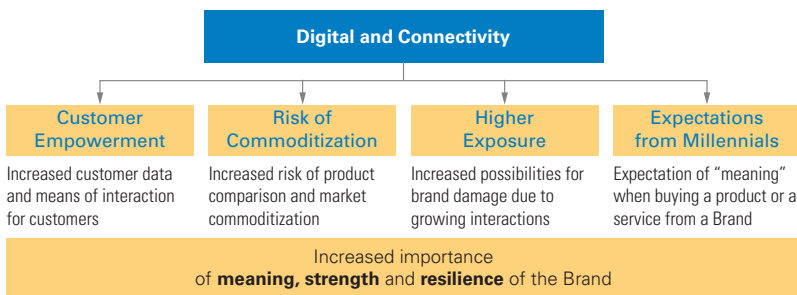 Digital and Connectivity
Customer
Empowerment
Increased customer data
and means of interaction
for customers
Risk of
Commoditization
Increased risk of product
comparison and market
commoditization
Higher
Exposure
Increased possibilities for
brand damage due to
growing interactions
Expectations
from Millennials
Expectation of “meaning”
when buying a product or a
service from a Brand
Increased importance
of meaning, strength and resilience of the Brand